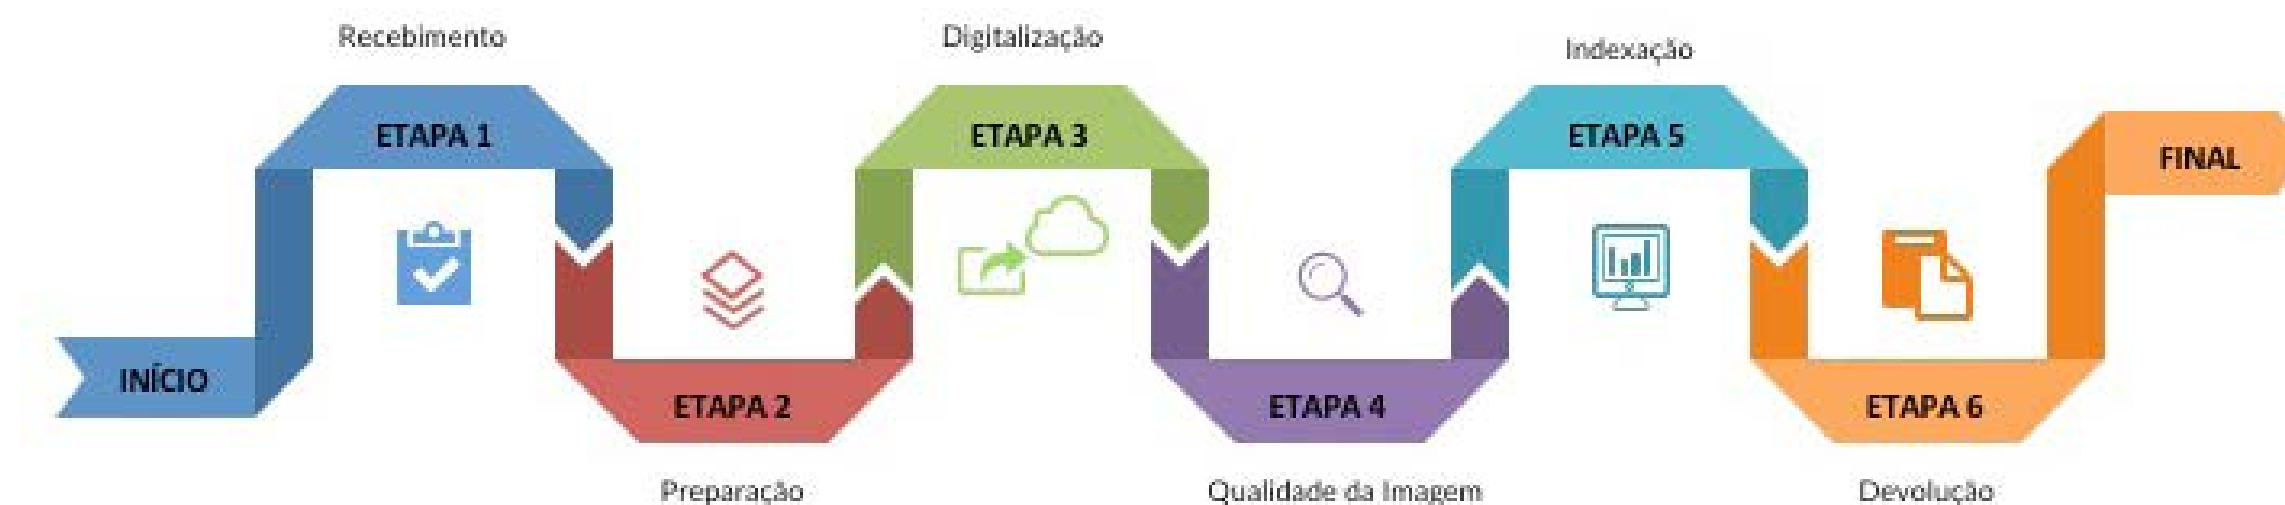 Recebimento
Digitalização
Indexação
ETAPA 1
ETAPA 3
ETAPA 5
FINAL
INÍCIO
ETAPA 2
ETAPA 4
ETAPA 6
Preparação
Qualidade da Imagem
Devolução